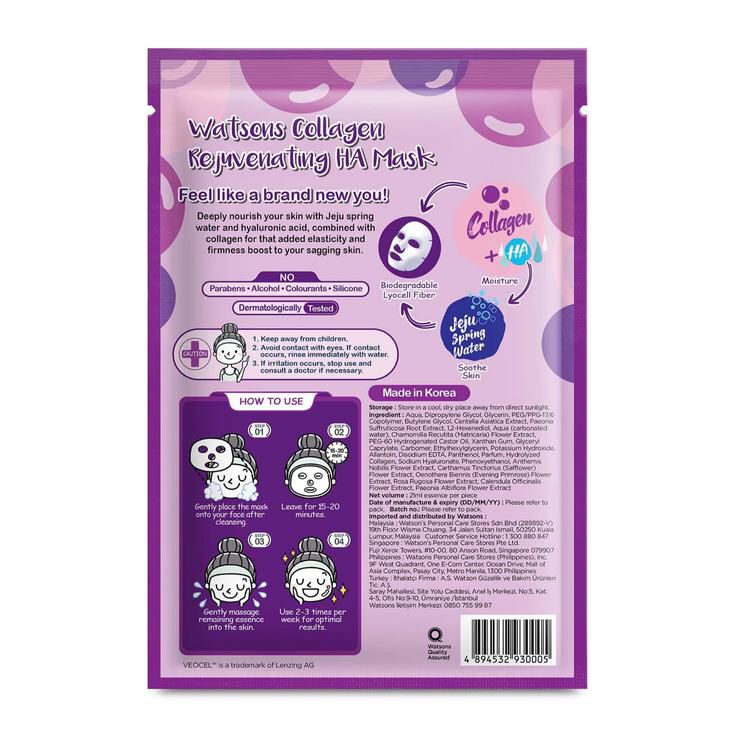 Watsons Collagen
Rejuvenating HA Mask
Feel like a brand new you!
Deeply nourish your skin with Jeju spring
water and hyaluronic acid, combined with
collagen for that added elasticity and
firmness boost to your sagging skin.
NO
Parabens • Alcohol • Colourants • Silicone
Dermatologically Tested
Collagen
+ HA
Moisture
Biodegradable
Lyocell Fiber
Jeju
Spring
Water
Soothe
Skin
CAUTION
1. Keep away from children.
2. Avoid contact with eyes. If contact
occurs, rinse immediately with water.
3. If irritation occurs, stop use and
consult a doctor if necessary.
HOW TO USE
STEP
01
Gently place the mask
onto your face after
cleansing.
STEP
02
15-20
min
Leave for 15-20
minutes.
STEP
03
Gently massage
remaining essence
into the skin.
STEP
04
Use 2-3 times per
week for optimal
results.
VEOCEL™ is a trademark of Lenzing AG
Made in Korea
Storage : Store in a cool, dry place away from direct sunlight.
Ingredient : Aqua, Dipropylene Glycol, Glycerin, PEG/PPG-17/6
Copolymer, Butylene Glycol, Centella Asiatica Extract, Paeonia
Suffruticosa Root Extract, 1,2-Hexanediol, Aqua (carbonated
water), Chamomilla Recutita (Matricaria) Flower Extract,
PEG-60 Hydrogenated Castor Oil, Xanthan Gum, Glyceryl
Caprylate, Carbomer, Ethylhexylglycerin, Potassium Hydroxide,
Allantoin, Disodium EDTA, Panthenol, Parfum, Hydrolyzed
Collagen, Sodium Hyaluronate, Phenoxyethanol, Anthemis
Nobilis Flower Extract, Carthamus Tinctorius (Safflower)
Flower Extract, Oenothera Biennis (Evening Primrose) Flower
Extract, Rosa Rugosa Flower Extract, Calendula Officinalis
Flower Extract, Paeonia Albiflora Flower Extract
Net volume : 21ml essence per piece
Date of manufacture & expiry (DD/MM/YY) : Please refer to
pack. Batch no.: Please refer to pack.
Imported and distributed by Watsons :
Malaysia : Watson's Personal Care Stores Sdn Bhd (289892-V)
19th Floor Wisma Chuang, 34 Jalan Sultan Ismail, 50250 Kuala
Lumpur, Malaysia Customer Service Hotline : 1 300 880 847
Singapore : Watson's Personal Care Stores Pte Ltd.
Fuji Xerox Towers, #10-00, 80 Anson Road, Singapore 079907
Philippines : Watsons Personal Care Stores (Philippines), Inc.
9F West Quadrant, One E-Com Center, Ocean Drive, Mall of
Asia Complex, Pasay City, Metro Manila, 1300 Philippines
Turkey : Ithalatçı Firma : A.S. Watson Güzellik ve Bakım Ürünleri
Tic. A.Ş.
Saray Mahallesi, Site Yolu Caddesi, Anel İş Merkezi, No:5, Kat:
4-5, Ofis No:9-10, Ümraniye /İstanbul
Watsons İletişim Merkezi: 0850 755 99 87
Q
Watsons
Quality
Assured
4 894532 930005